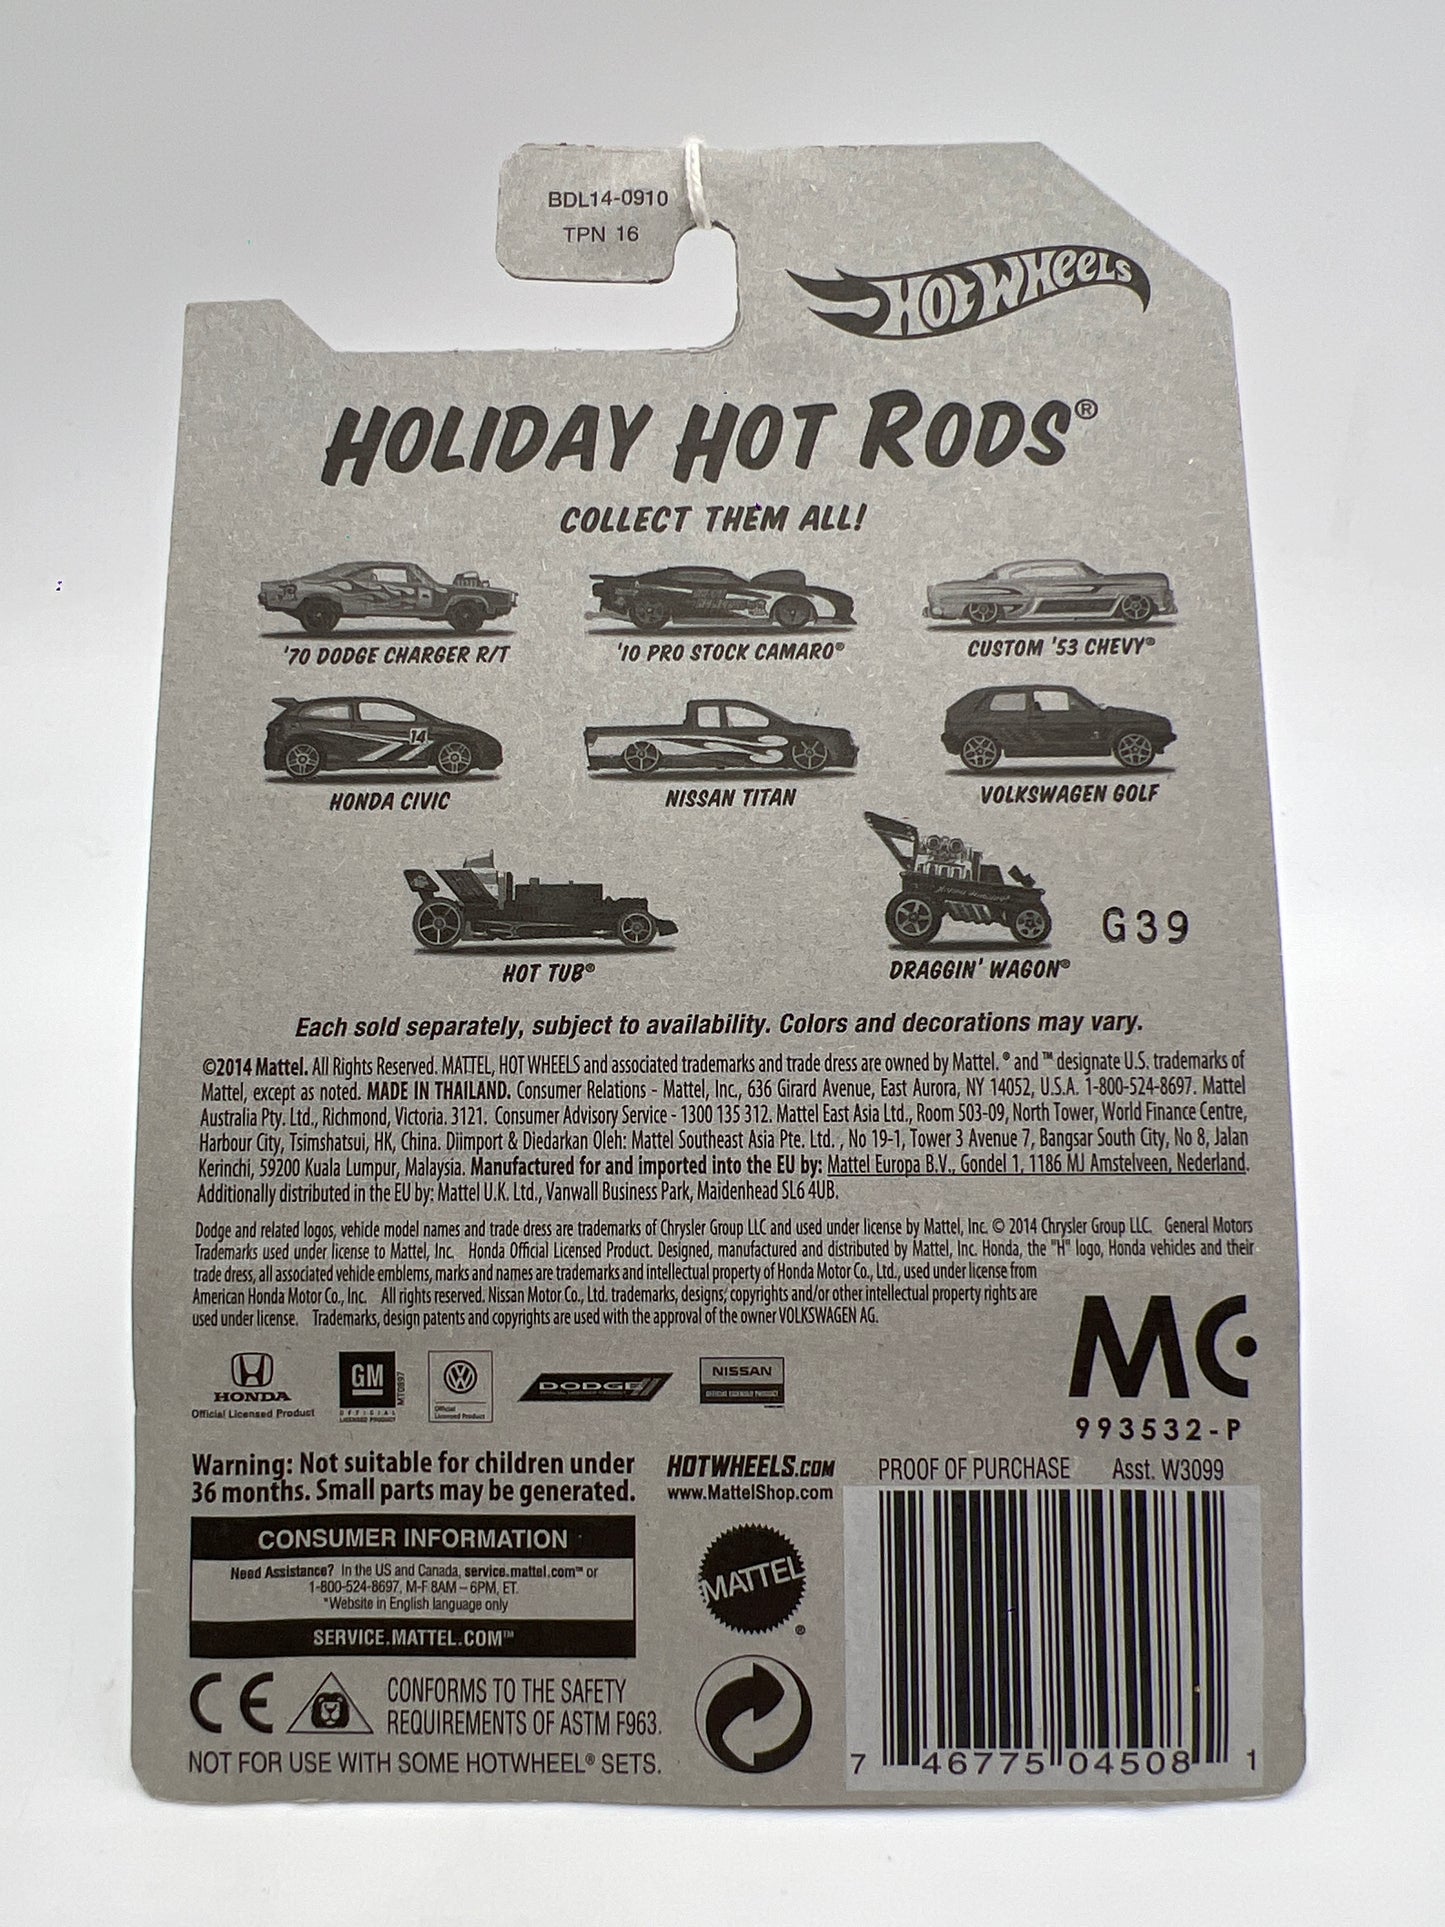 BDL14-0910
TPN 16
HOT WHEELS
HOLIDAY HOT RODS®
COLLECT THEM ALL!
'70 DODGE CHARGER R/T
'10 PRO STOCK CAMARO®
CUSTOM '53 CHEVY®
14
HONDA CIVIC
NISSAN TITAN
VOLKSWAGEN GOLF
G39
HOT TUB®
DRAGGIN' WAGON®
Each sold separately, subject to availability. Colors and decorations may vary.
©2014 Mattel. All Rights Reserved. MATTEL, HOT WHEELS and associated trademarks and trade dress are owned by Mattel. ® and ™ designate U.S. trademarks of
Mattel, except as noted. MADE IN THAILAND. Consumer Relations - Mattel, Inc., 636 Girard Avenue, East Aurora, NY 14052, U.S.A. 1-800-524-8697. Mattel
Australia Pty. Ltd., Richmond, Victoria. 3121. Consumer Advisory Service - 1300 135 312. Mattel East Asia Ltd., Room 503-09, North Tower, World Finance Centre,
Harbour City, Tsimshatsui, HK, China. Diimport & Diedarkan Oleh: Mattel Southeast Asia Pte. Ltd. , No 19-1, Tower 3 Avenue 7, Bangsar South City, No 8, Jalan
Kerinchi, 59200 Kuala Lumpur, Malaysia. Manufactured for and imported into the EU by: Mattel Europa B.V., Gondel 1, 1186 MJ Amstelveen, Nederland.
Additionally distributed in the EU by: Mattel U.K. Ltd., Vanwall Business Park, Maidenhead SL6 4UB.
Dodge and related logos, vehicle model names and trade dress are trademarks of Chrysler Group LLC and used under license by Mattel, Inc. © 2014 Chrysler Group LLC. General Motors
Trademarks used under license to Mattel, Inc. Honda Official Licensed Product. Designed, manufactured and distributed by Mattel, Inc. Honda, the "H" logo, Honda vehicles and their
trade dress, all associated vehicle emblems, marks and names are trademarks and intellectual property of Honda Motor Co., Ltd., used under license from
American Honda Motor Co., Inc. All rights reserved. Nissan Motor Co., Ltd. trademarks, designs, copyrights and/or other intellectual property rights are
used under license. Trademarks, design patents and copyrights are used with the approval of the owner VOLKSWAGEN AG.
MC
993532-P
HONDA
Official Licensed Product
GM
OFFICIAL
LICENSED PRODUCT
MT0897
Official
Licensed Product
DODGE
OFFICIAL LICENSED PRODUCT
NISSAN
OFFICIAL LICENSED PRODUCT
Warning: Not suitable for children under
36 months. Small parts may be generated.
HOTWHEELS.COM
www.MattelShop.com
PROOF OF PURCHASE Asst. W3099
CONSUMER INFORMATION
Need Assistance? In the US and Canada, service.mattel.com™ or
1-800-524-8697, M-F 8AM – 6PM, ET.
*Website in English language only
SERVICE.MATTEL.COM™
MATTEL®
CE
CONFORMS TO THE SAFETY
REQUIREMENTS OF ASTM F963.
NOT FOR USE WITH SOME HOTWHEEL® SETS.
7 46775 04508 1